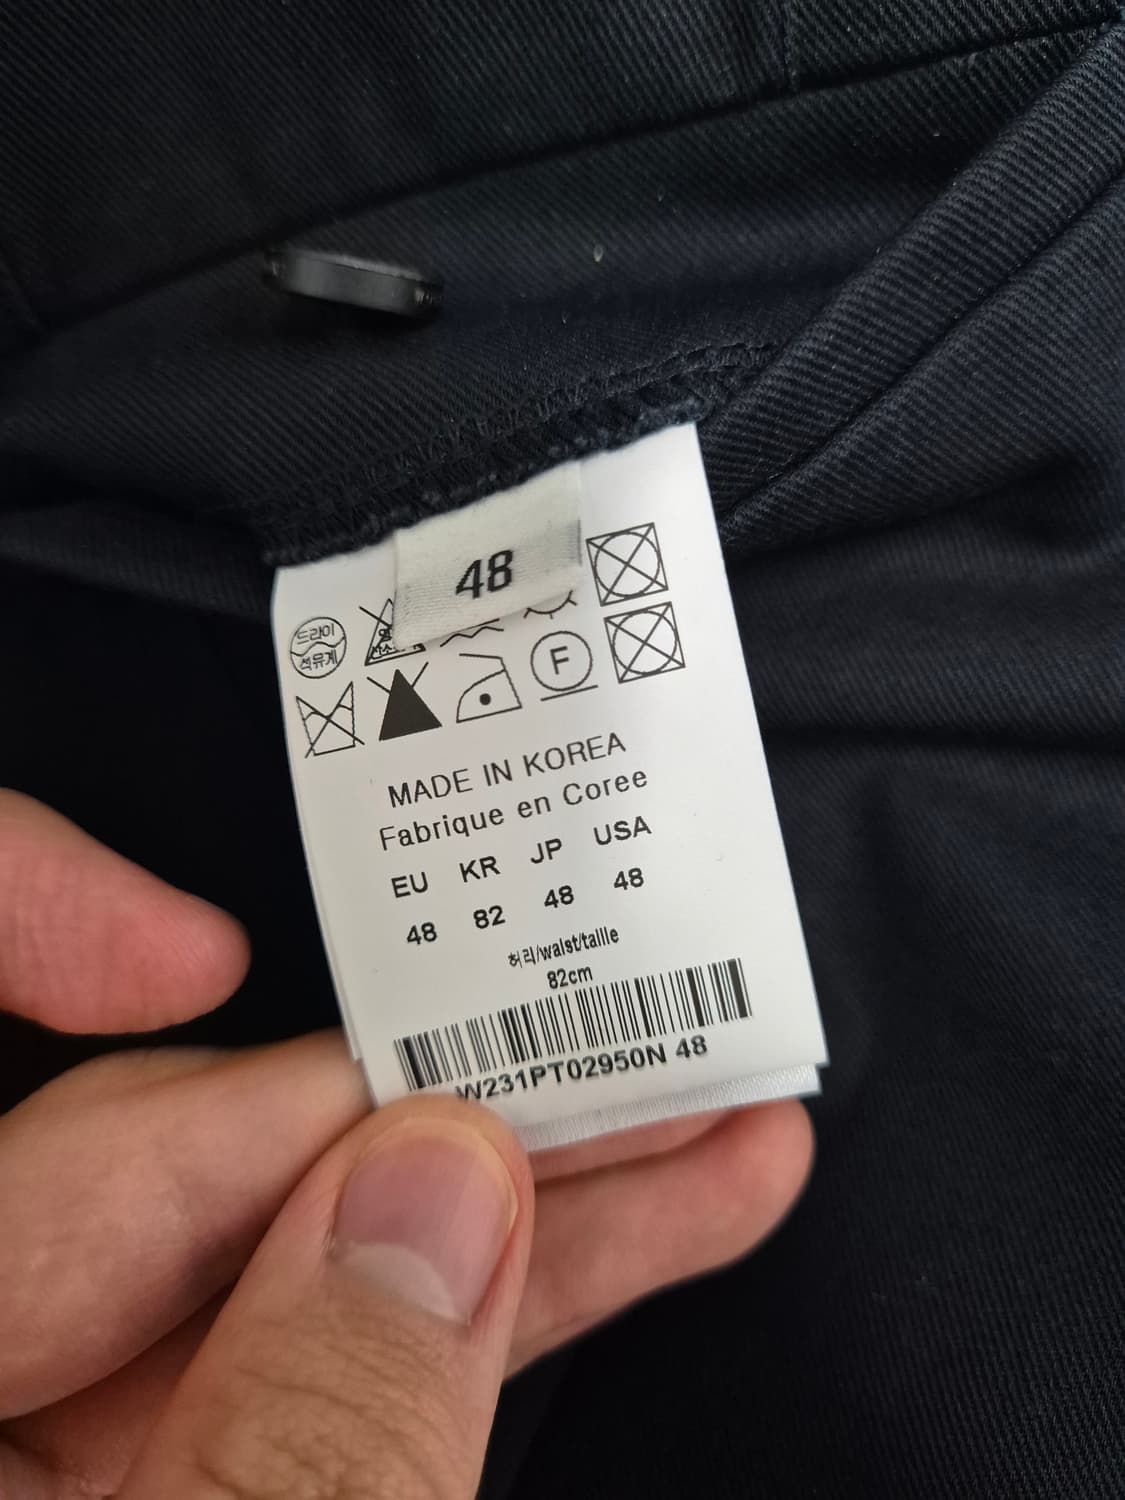 48
드라이
석유계
F
MADE IN KOREA
Fabrique en Coree
EU KR JP USA
48 82 48 48
허리/waist/taille
82cm
W231PT02950N 48